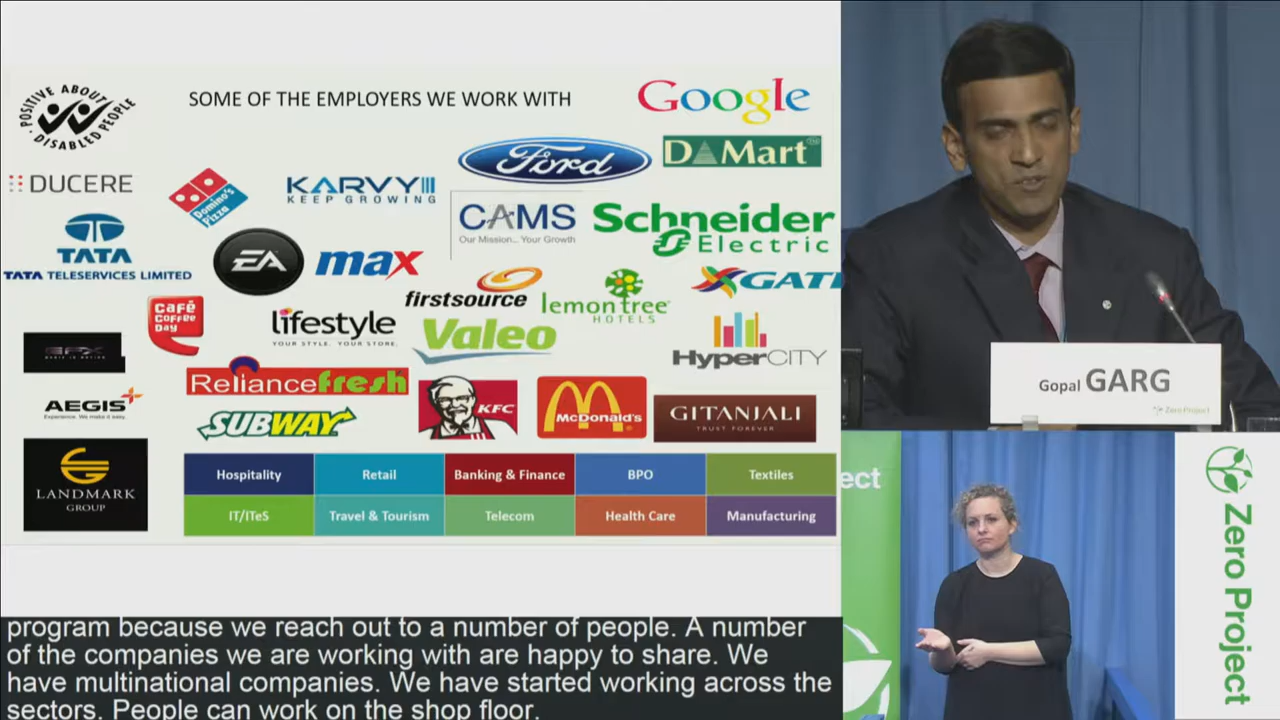 POSITIVE ABOUT DISABLED PEOPLE
SOME OF THE EMPLOYERS WE WORK WITH
Google
Ford
D MART
DUCERE
Domino's Pizza
KARVY
KEEP GROWING
CAMS
Our Mission... Your Growth
Schneider Electric
TATA
TATA TELESERVICES LIMITED
EA
max
firstsource
lemon tree
HOTELS
GATI
Café Coffee Day
lifestyle
YOUR STYLE. YOUR STORE.
Valeo
HyperCITY
Reliance fresh
AEGIS
Experience. We make it easy.
SUBWAY
KFC
McDonald's
GITANJALI
TRUST FOREVER
LANDMARK
GROUP
Hospitality Retail Banking & Finance BPO Textiles
IT/ITeS Travel & Tourism Telecom Health Care Manufacturing
program because we reach out to a number of people. A number
of the companies we are working with are happy to share. We
have multinational companies. We have started working across the
sectors. People can work on the shop floor.
Gopal GARG
Zero Project
ect
Zero Project